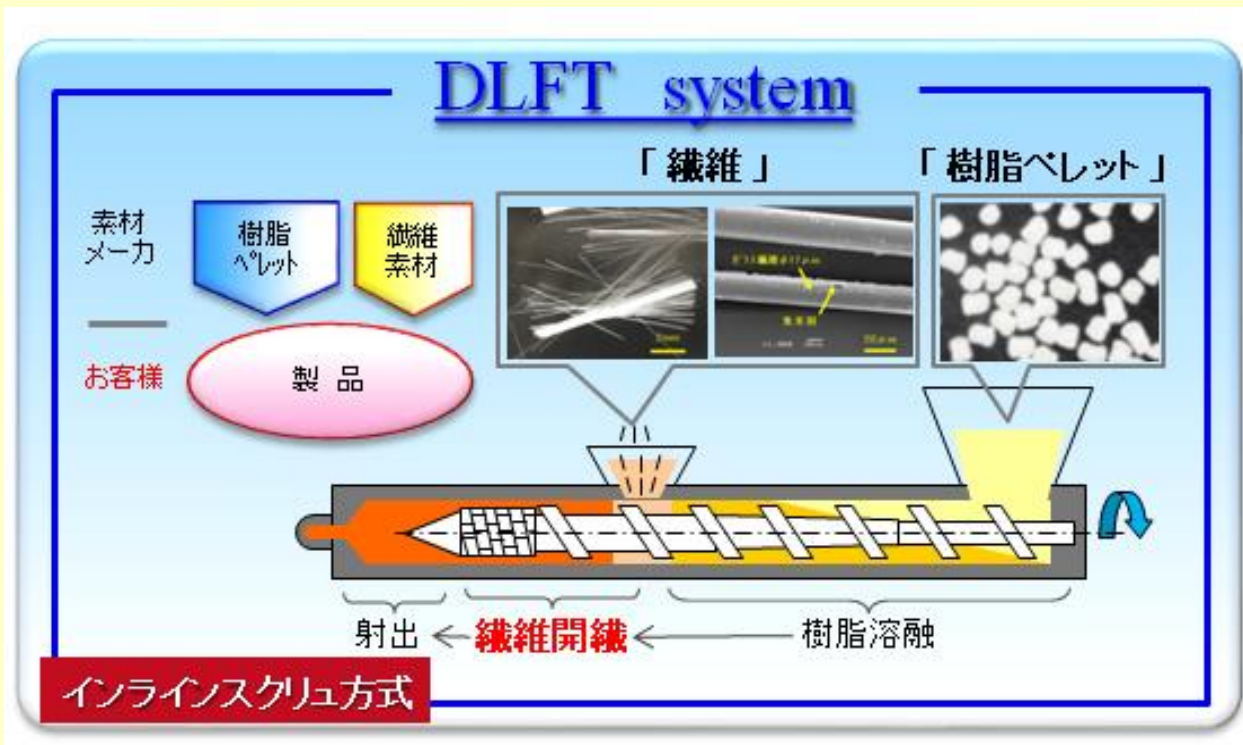 DLFT system
「 繊維 」
「 樹脂ペレット 」
素材
メーカ
樹脂
ペレット
繊維
素材
お客様
製 品
射出
繊維開繊
樹脂溶融
インラインスクリュ方式